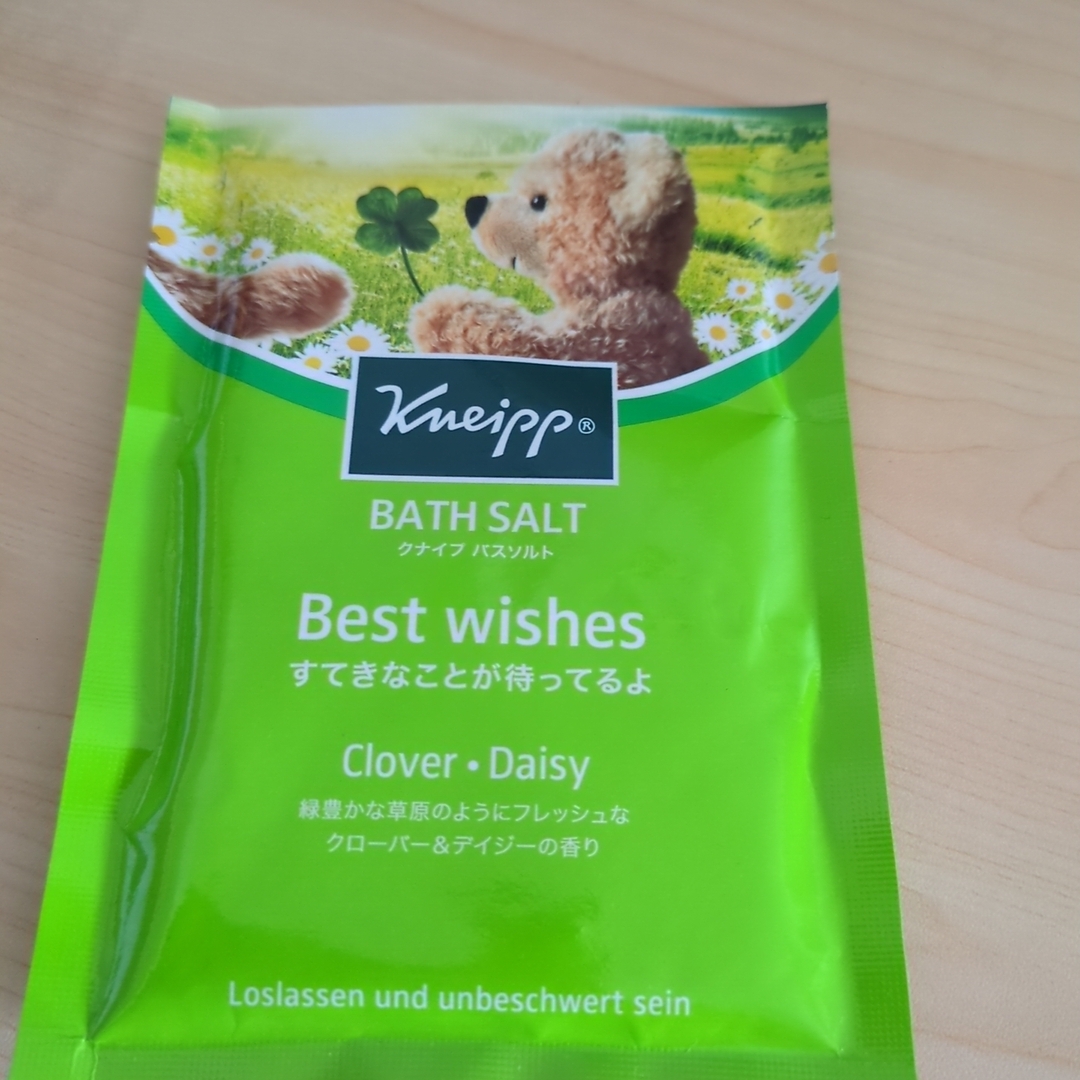 Kneipp®
BATH SALT
クナイプ バスソルト
Best wishes
すてきなことが待ってるよ
Clover・Daisy
緑豊かな草原のようにフレッシュな
クローバー&デイジーの香り
Loslassen und unbeschwert sein